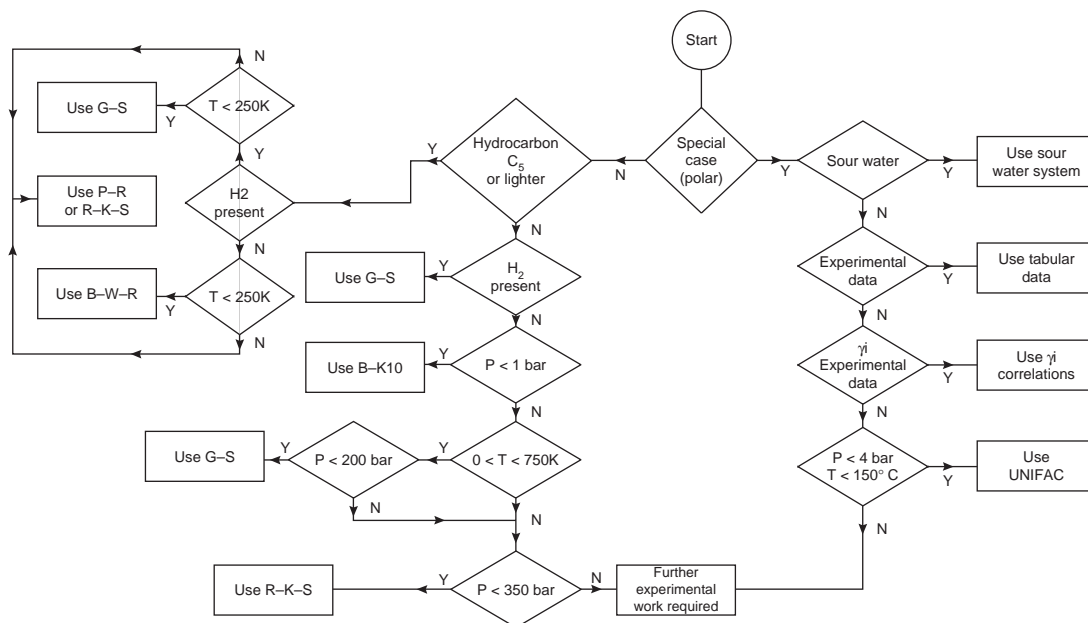 Start
N
Use G–S
Y
T < 250K
Y
Hydrocarbon
C5
or lighter
Y
N
Special
case
(polar)
Y
Sour water
Y
Use sour
water system
Y
Use P–R
or R–K–S
H2
present
N
N
N
Use G–S
Y
H2
present
Experimental
data
Y
Use tabular
data
Use B–W–R
Y
T < 250K
N
N
N
Use B–K10
Y
P < 1 bar
γi
Experimental
data
Y
Use γi
correlations
N
N
Use G–S
Y
P < 200 bar
Y
0 < T < 750K
P < 4 bar
T < 150° C
Y
Use
UNIFAC
N
N
N
Use R–K–S
Y
P < 350 bar
N
Further
experimental
work required